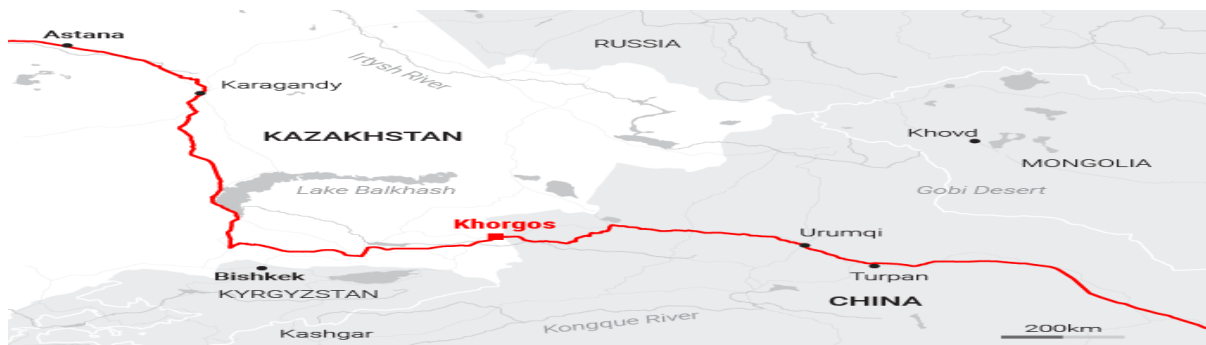 Astana
RUSSIA
Irtysh River
Karagandy
KAZAKHSTAN
Khovd
MONGOLIA
Lake Balkhash
Gobi Desert
Khorgos
Urumqi
Bishkek
Turpan
KYRGYZSTAN
CHINA
Kashgar
Kongque River
200km